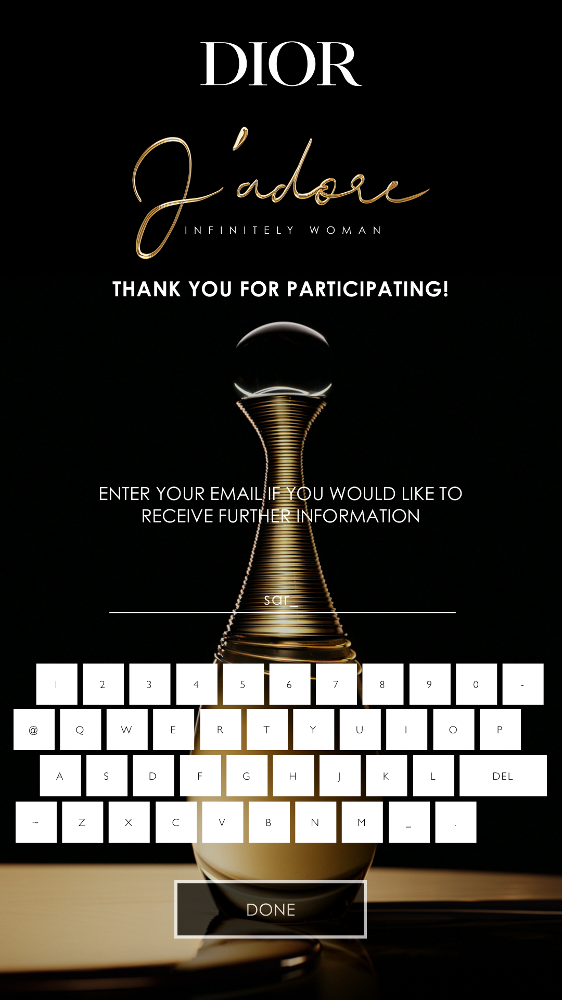 DIOR
J'adore
INFINITELY WOMAN
THANK YOU FOR PARTICIPATING!
ENTER YOUR EMAIL IF YOU WOULD LIKE TO
RECEIVE FURTHER INFORMATION
sar_
1 2 3 4 5 6 7 8 9 0 -
@ Q W E R T Y U I O P
A S D F G H J K L DEL
~ Z X C V B N M _ .
DONE